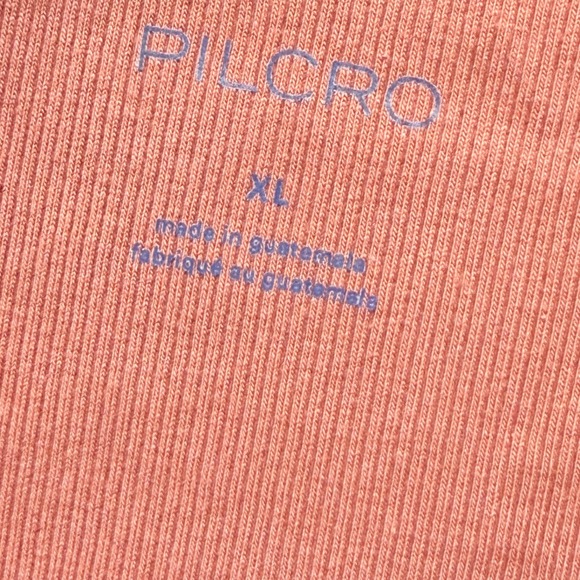 PILCRO
XL
made in guatemala
fabriqué au guatemala